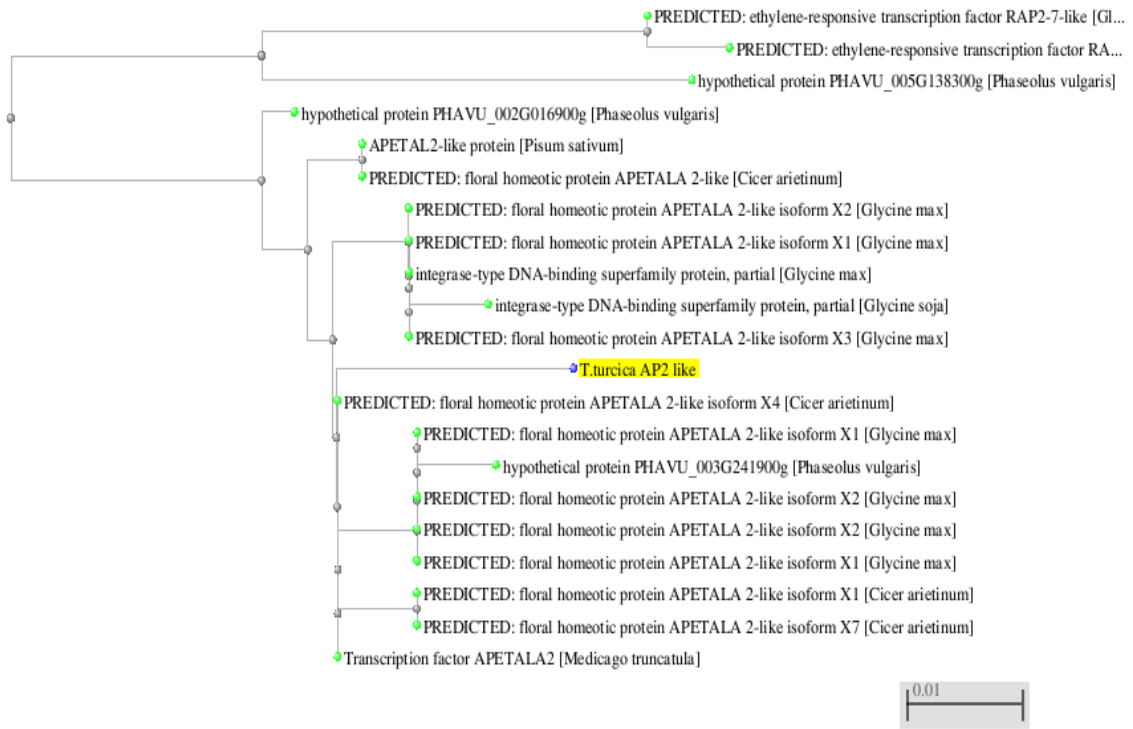 PREDICTED: ethylene-responsive transcription factor RAP2-7-like [Gl...
PREDICTED: ethylene-responsive transcription factor RA...
hypothetical protein PHAVU_005G138300g [Phaseolus vulgaris]
hypothetical protein PHAVU_002G016900g [Phaseolus vulgaris]
APETAL2-like protein [Pisum sativum]
PREDICTED: floral homeotic protein APETALA 2-like [Cicer arietinum]
PREDICTED: floral homeotic protein APETALA 2-like isoform X2 [Glycine max]
PREDICTED: floral homeotic protein APETALA 2-like isoform X1 [Glycine max]
integrase-type DNA-binding superfamily protein, partial [Glycine max]
integrase-type DNA-binding superfamily protein, partial [Glycine soja]
PREDICTED: floral homeotic protein APETALA 2-like isoform X3 [Glycine max]
T.turcica AP2 like
PREDICTED: floral homeotic protein APETALA 2-like isoform X4 [Cicer arietinum]
PREDICTED: floral homeotic protein APETALA 2-like isoform X1 [Glycine max]
hypothetical protein PHAVU_003G241900g [Phaseolus vulgaris]
PREDICTED: floral homeotic protein APETALA 2-like isoform X2 [Glycine max]
PREDICTED: floral homeotic protein APETALA 2-like isoform X2 [Glycine max]
PREDICTED: floral homeotic protein APETALA 2-like isoform X1 [Glycine max]
PREDICTED: floral homeotic protein APETALA 2-like isoform X1 [Cicer arietinum]
PREDICTED: floral homeotic protein APETALA 2-like isoform X7 [Cicer arietinum]
Transcription factor APETALA2 [Medicago truncatula]
0.01